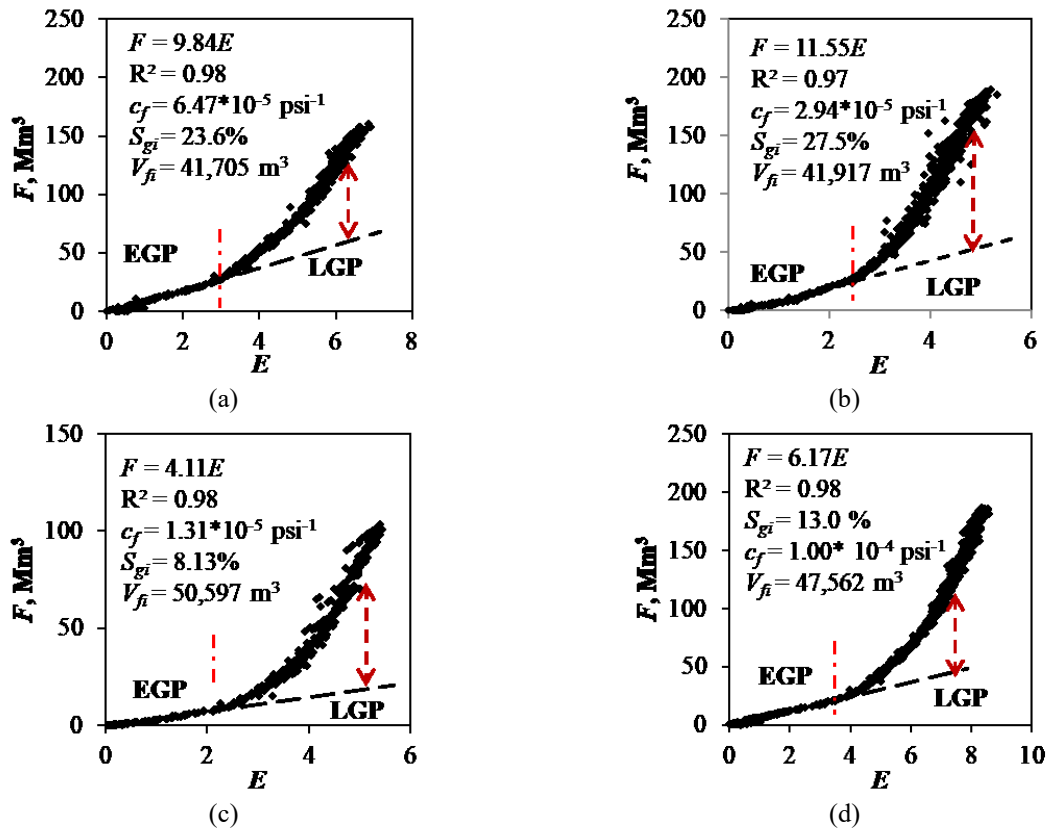 250
200
150
100
50
0
F, Mm³
F = 9.84E
R² = 0.98
c_f = 6.47*10⁻⁵ psi⁻¹
S_gi = 23.6%
V_fi = 41,705 m³
EGP
LGP
0 2 4 6 8
E
(a)
250
200
150
100
50
0
F, Mm³
F = 11.55E
R² = 0.97
c_f = 2.94*10⁻⁵ psi⁻¹
S_gi = 27.5%
V_fi = 41,917 m³
EGP
LGP
0 2 4 6
E
(b)
150
100
50
0
F, Mm³
F = 4.11E
R² = 0.98
c_f = 1.31*10⁻⁵ psi⁻¹
S_gi = 8.13%
V_fi = 50,597 m³
EGP
LGP
0 2 4 6
E
(c)
250
200
150
100
50
0
F, Mm³
F = 6.17E
R² = 0.98
S_gi = 13.0 %
c_f = 1.00* 10⁻⁴ psi⁻¹
V_fi = 47,562 m³
EGP
LGP
0 2 4 6 8 10
E
(d)